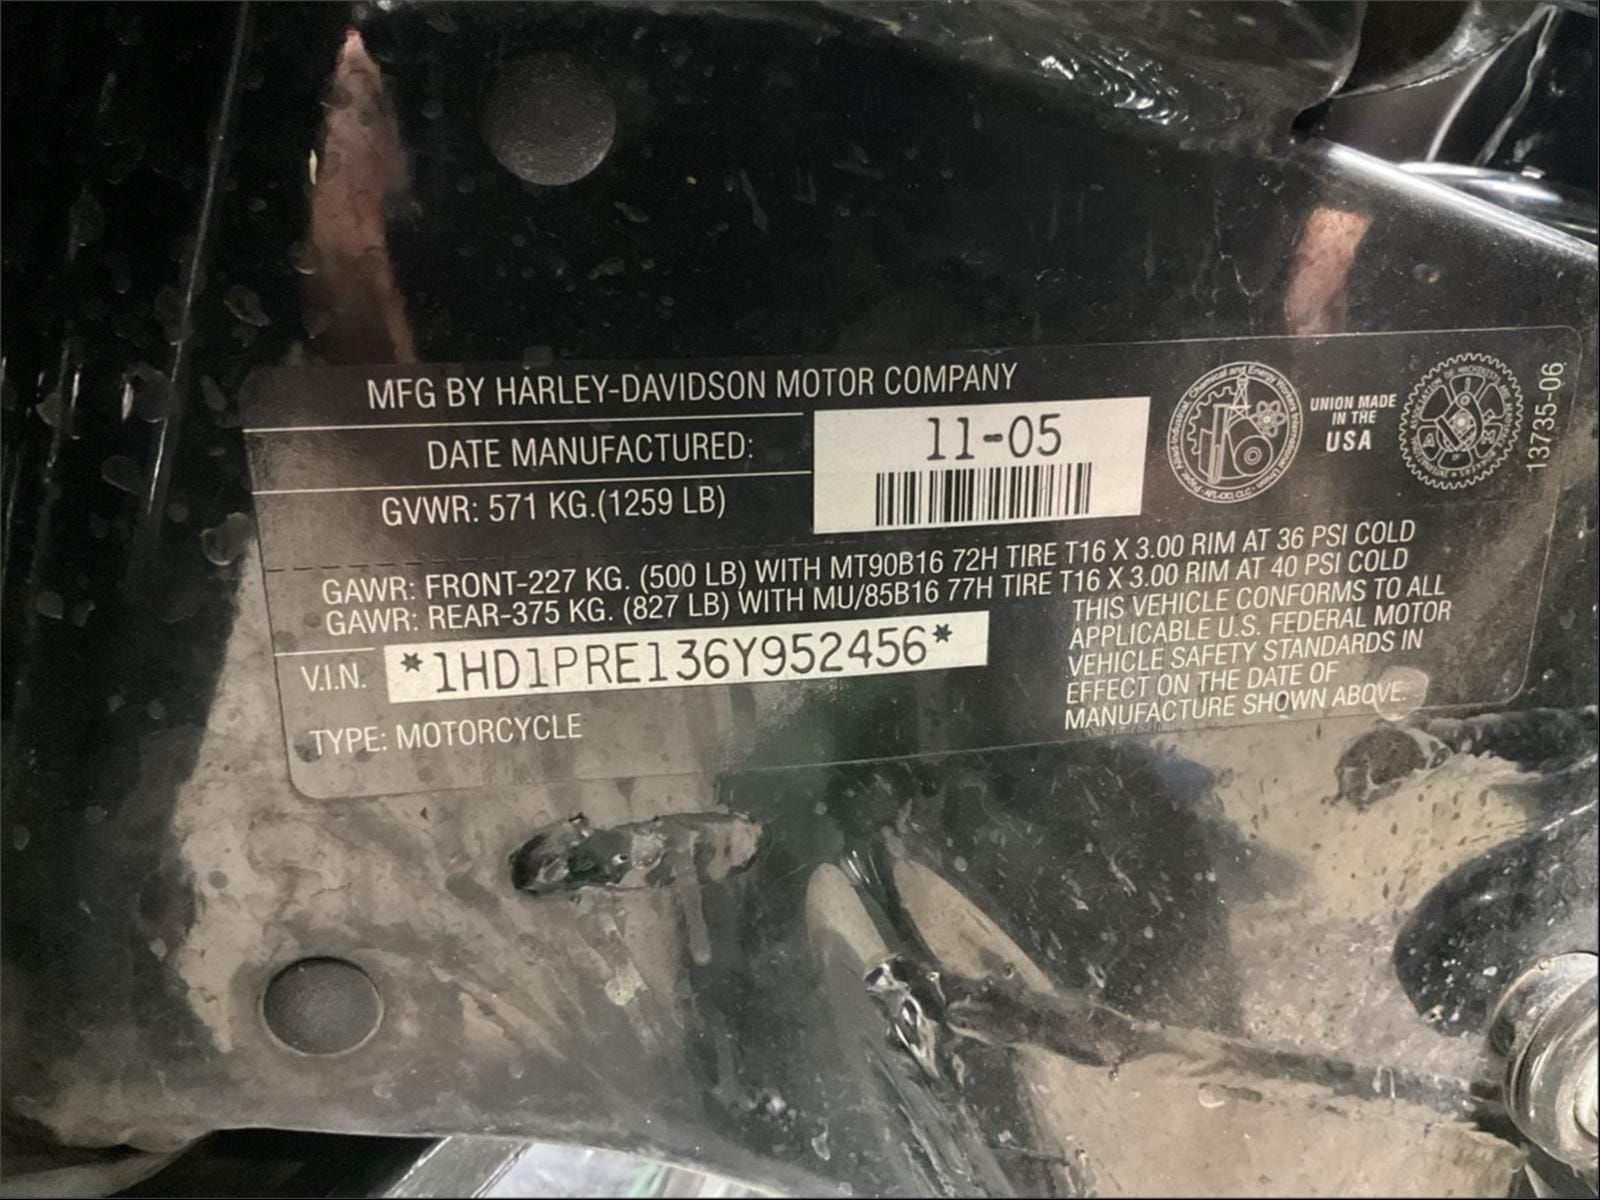 MFG BY HARLEY-DAVIDSON MOTOR COMPANY
DATE MANUFACTURED:
11-05
GVWR: 571 KG.(1259 LB)
UNION MADE
IN THE
USA
13735-06
GAWR: FRONT-227 KG. (500 LB) WITH MT90B16 72H TIRE T16 X 3.00 RIM AT 36 PSI COLD
GAWR: REAR-375 KG. (827 LB) WITH MU/85B16 77H TIRE T16 X 3.00 RIM AT 40 PSI COLD
V.I.N.
*1HD1PRE136Y952456*
TYPE: MOTORCYCLE
THIS VEHICLE CONFORMS TO ALL
APPLICABLE U.S. FEDERAL MOTOR
VEHICLE SAFETY STANDARDS IN
EFFECT ON THE DATE OF
MANUFACTURE SHOWN ABOVE.